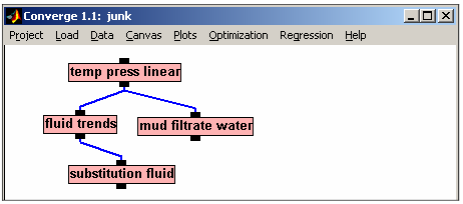 Converge 1.1: junk
Project Load Data Canvas Plots Optimization Regression Help
temp press linear
fluid trends mud filtrate water
substitution fluid